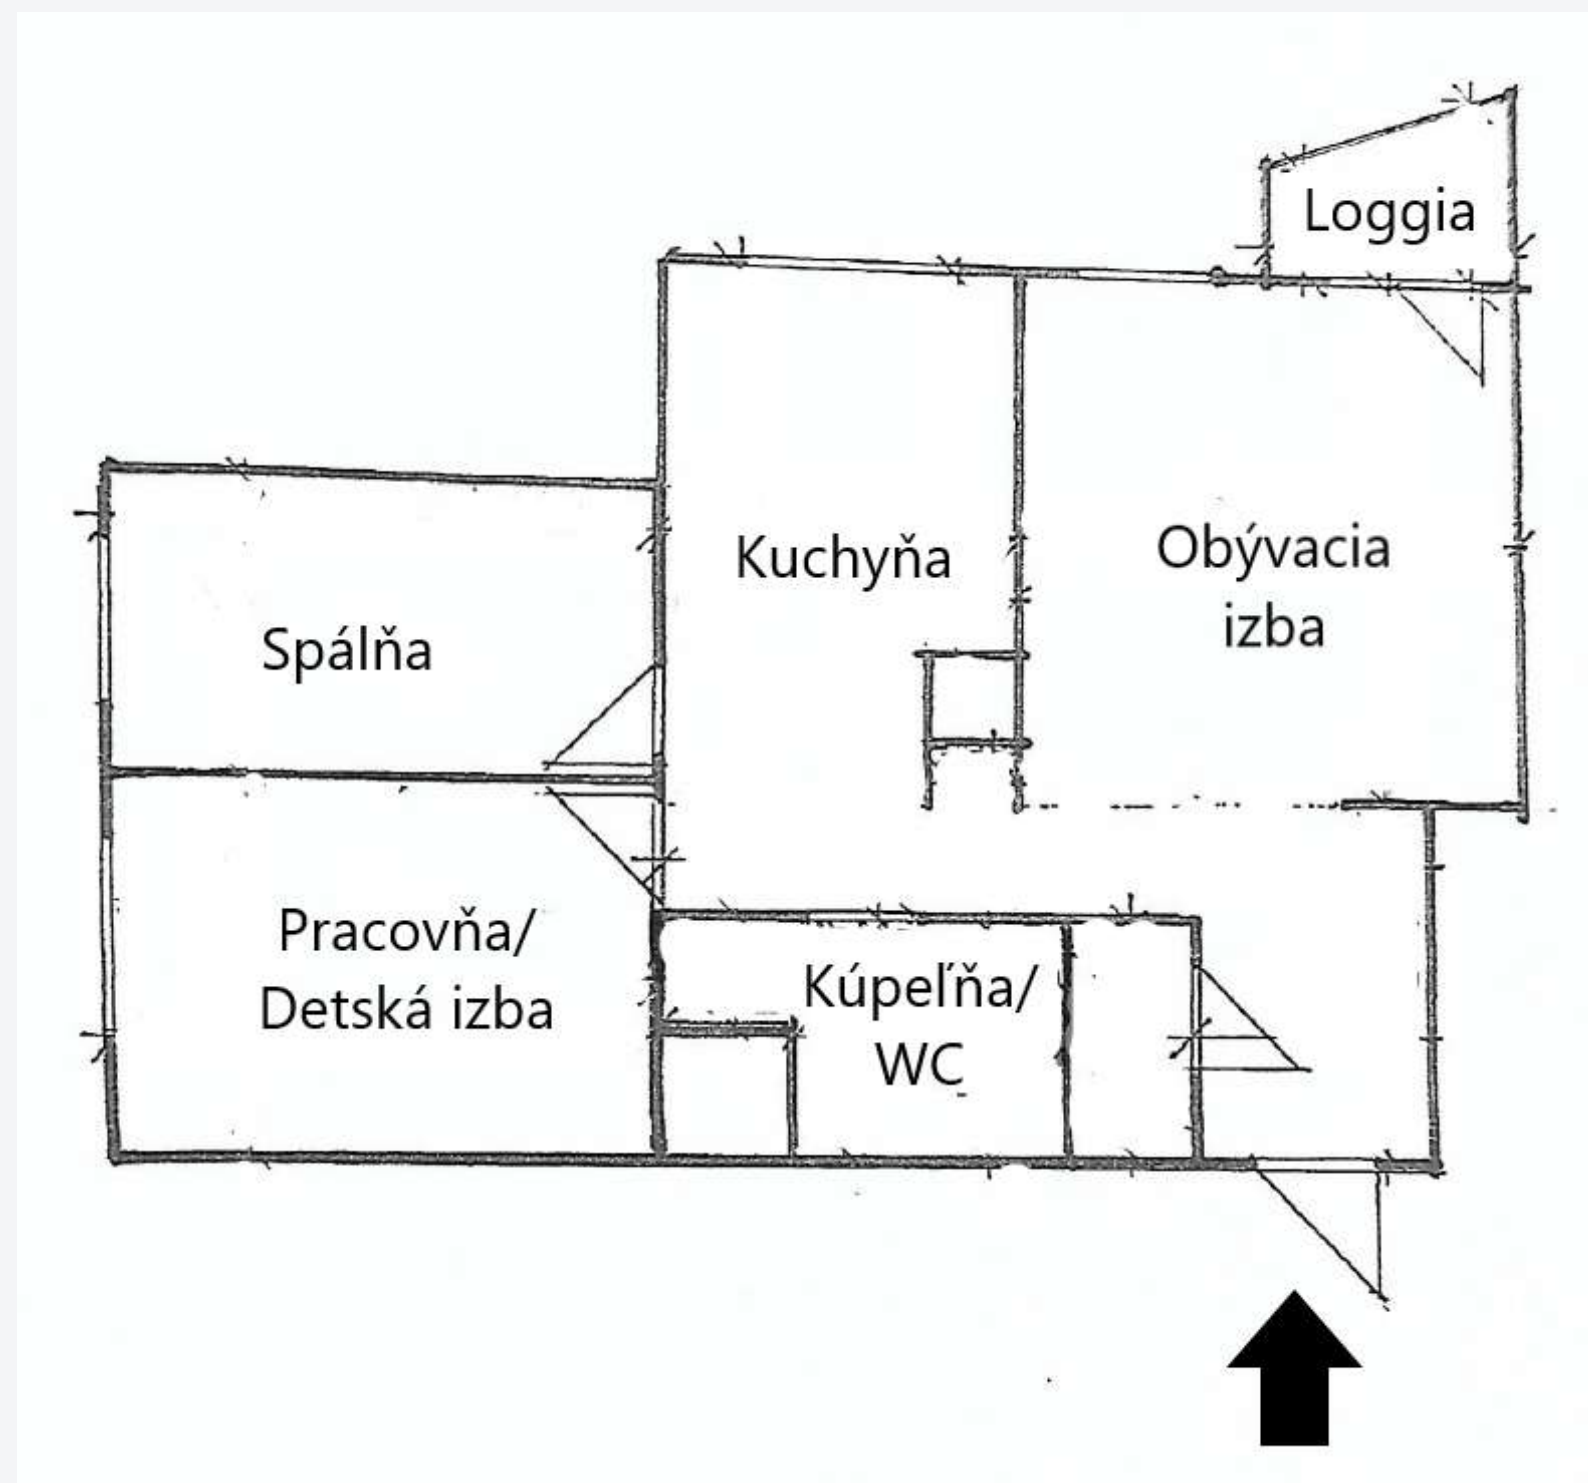 Loggia
Kuchyňa
Obývacia
izba
Spálňa
Pracovňa/
Detská izba
Kúpeľňa/
WC